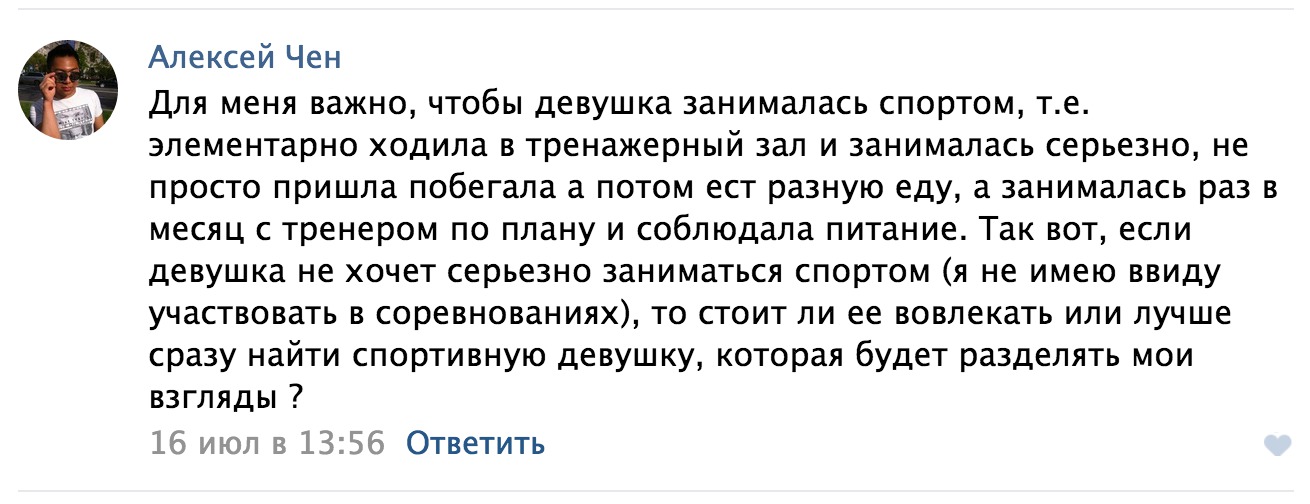 Алексей Чен
Для меня важно, чтобы девушка занималась спортом, т.е.
элементарно ходила в тренажерный зал и занималась серьезно, не
просто пришла побегала а потом ест разную еду, а занималась раз в
месяц с тренером по плану и соблюдала питание. Так вот, если
девушка не хочет серьезно заниматься спортом (я не имею ввиду
участвовать в соревнованиях), то стоит ли ее вовлекать или лучше
сразу найти спортивную девушку, которая будет разделять мои
взгляды ?
16 июл в 13:56 Ответить